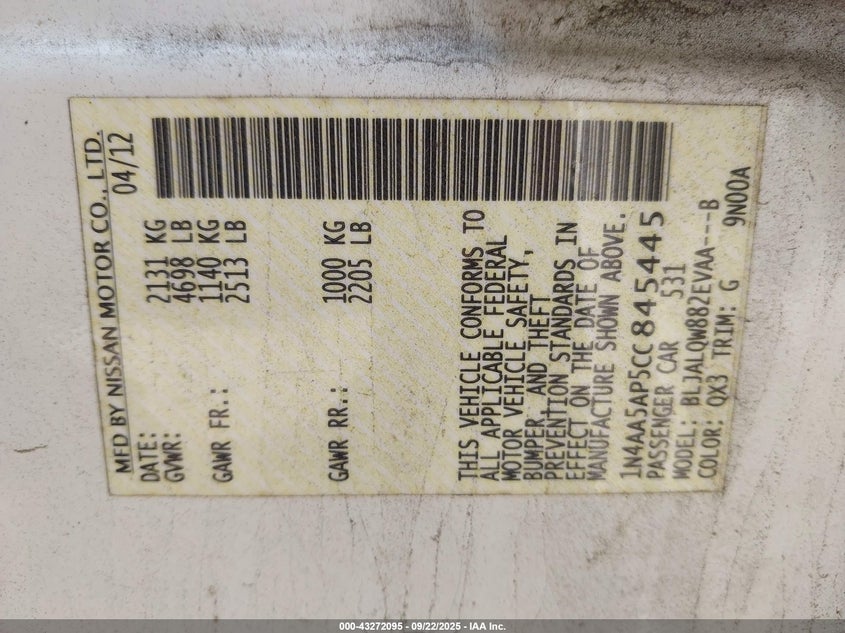 MFD BY NISSAN MOTOR CO., LTD.
DATE: 04/12
GVWR: 2131 KG
4698 LB
GAWR FR.: 1140 KG
2513 LB
GAWR RR.: 1000 KG
2205 LB
THIS VEHICLE CONFORMS TO
ALL APPLICABLE FEDERAL
MOTOR VEHICLE SAFETY,
BUMPER, AND THEFT
PREVENTION STANDARDS IN
EFFECT ON THE DATE OF
MANUFACTURE SHOWN ABOVE.
1N4AA5AP5CC845445
PASSENGER CAR 531
MODEL: BLJALQW882EVAA---B
COLOR: QX3 TRIM: G 9N00A
000-43272095 - 09/22/2025 - IAA Inc.